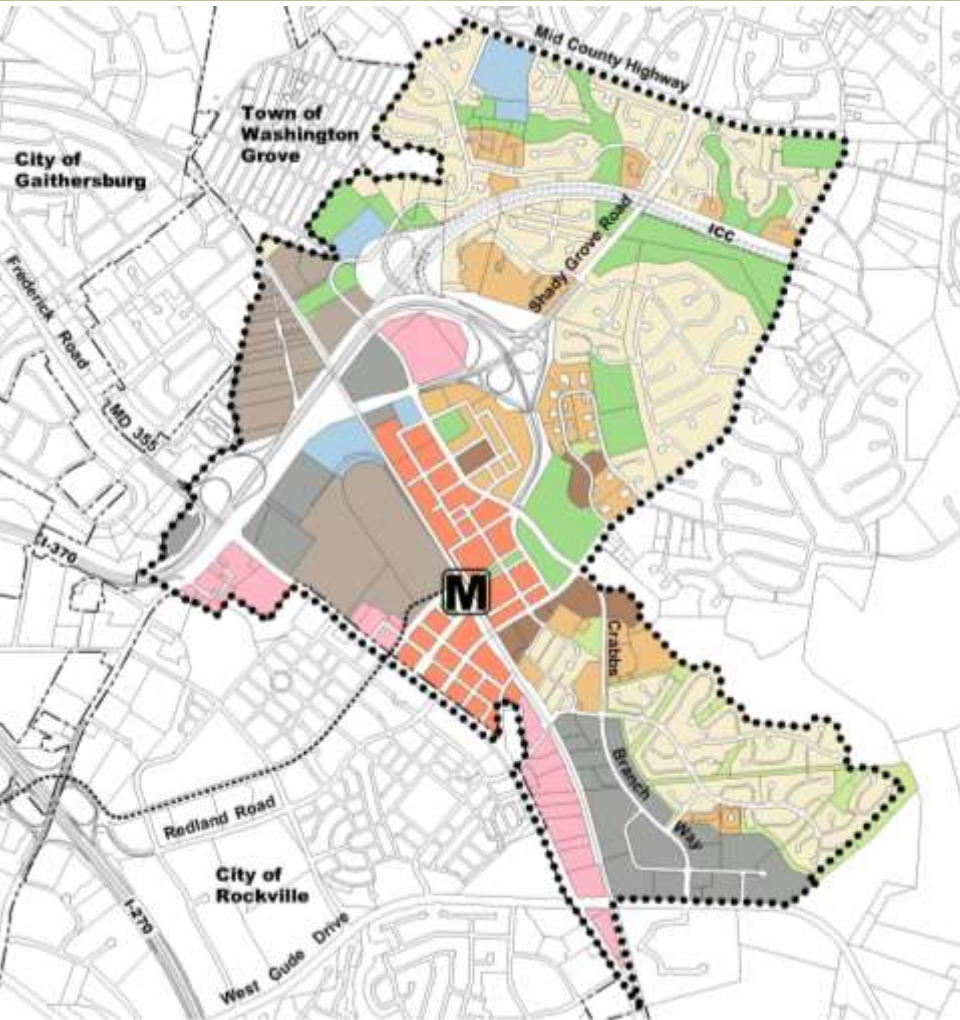 Mid County Highway
Town of
Washington
Grove
City of
Gaithersburg
ICC
Shady Grove Road
Frederick Road
MD 355
I-370
M
Crabbs
Branch
Way
Redland Road
City of
Rockville
I-270
West Gude Drive